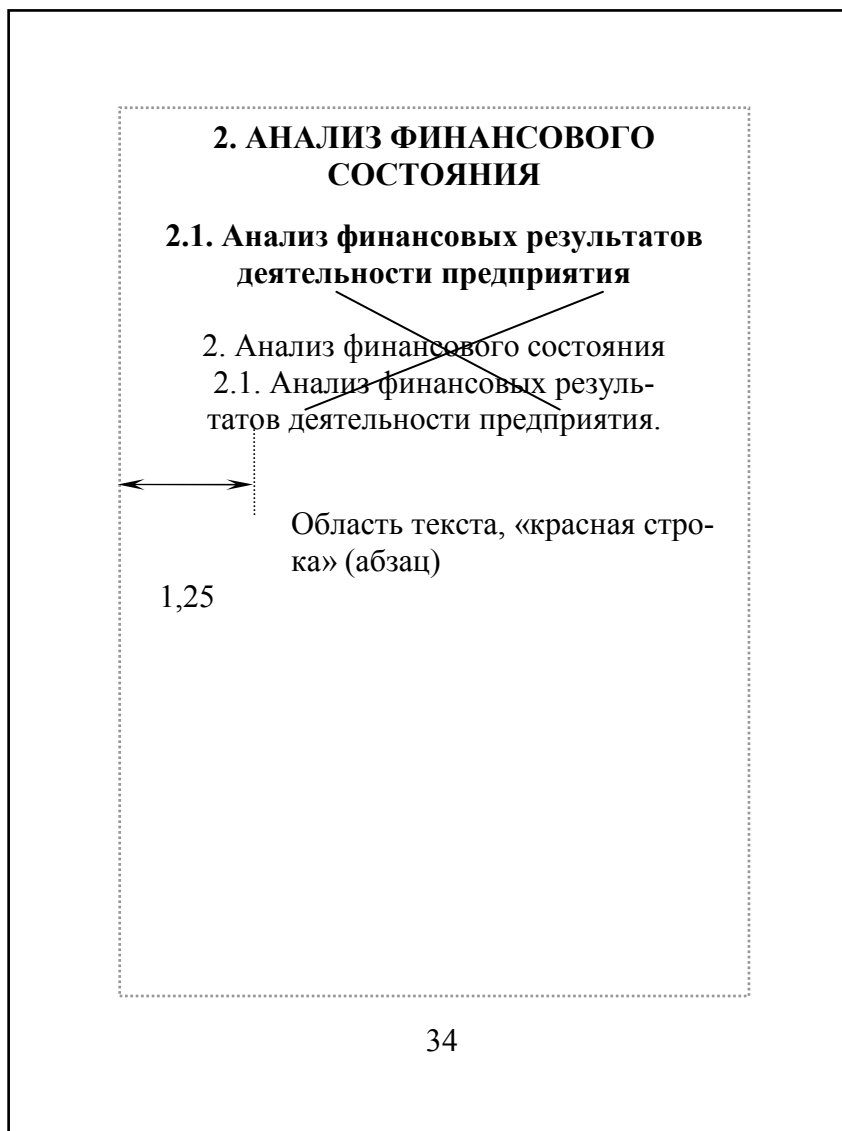 2. АНАЛИЗ ФИНАНСОВОГО
СОСТОЯНИЯ
2.1. Анализ финансовых результатов
деятельности предприятия
2. Анализ финансового состояния
2.1. Анализ финансовых резуль-
татов деятельности предприятия.
Область текста, «красная стро-
ка» (абзац)
1,25
34